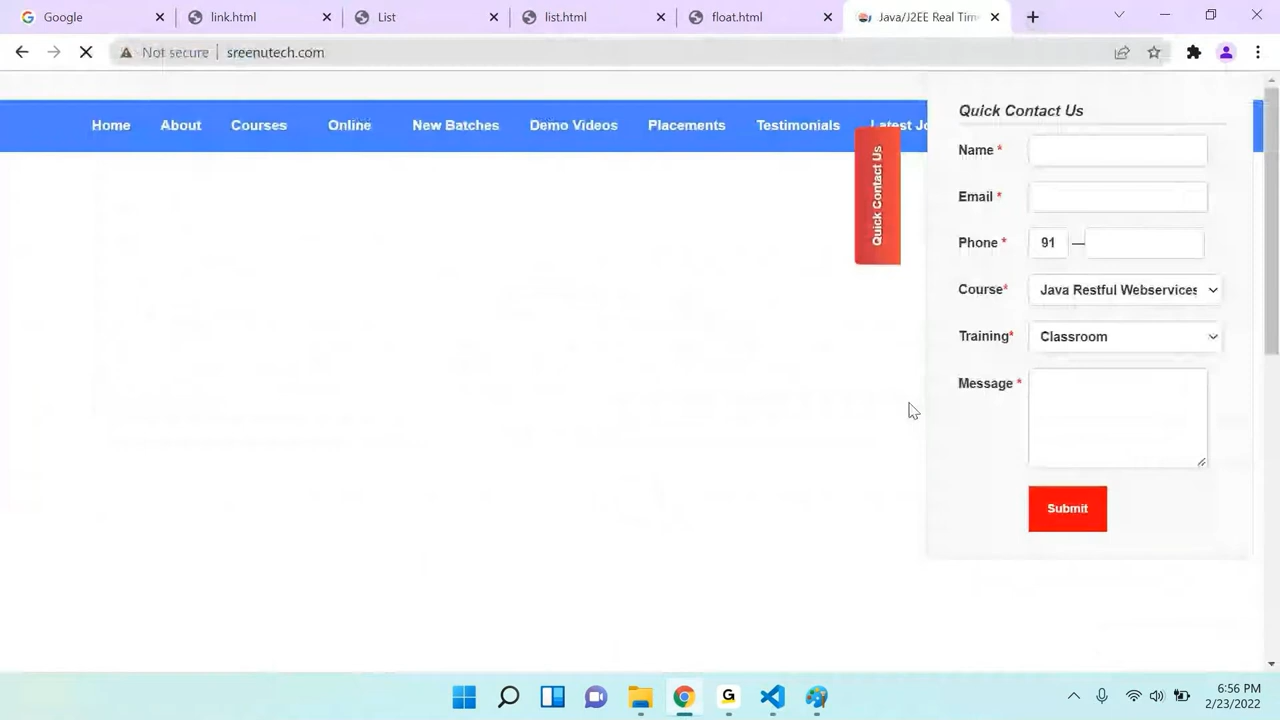 Google
link.html
List
list.html
float.html
Java/J2EE Real Tim
Not secure
sreenutech.com
Home
About
Courses
Online
New Batches
Demo Videos
Placements
Testimonials
Latest Jo
Quick Contact Us
Quick Contact Us
Name *
Email *
Phone *
91
Course*
Java Restful Webservices
Training*
Classroom
Message *
Submit
G
6:56 PM
2/23/2022